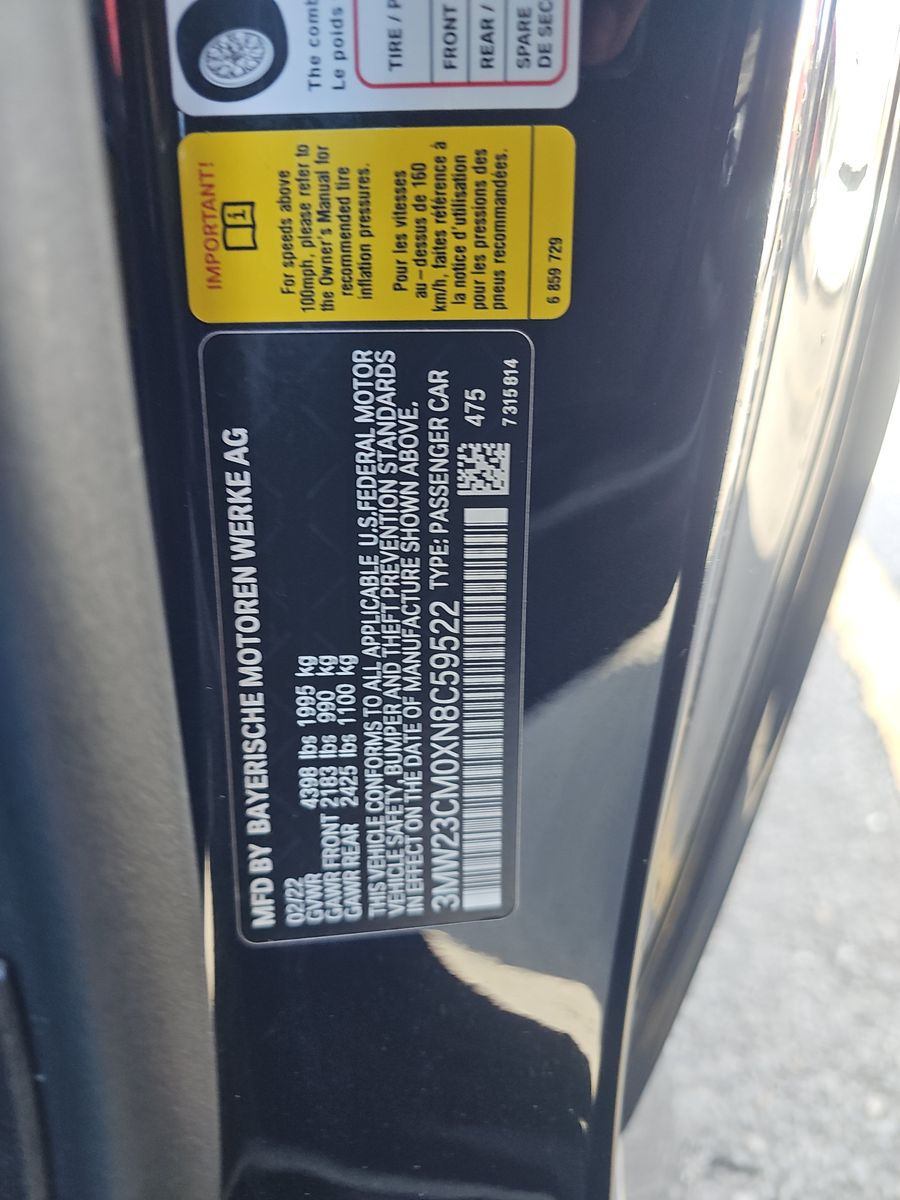 The comb
Le poids
TIRE / P
FRONT
REAR /
SPARE
DE SEC
IMPORTANT!
For speeds above
100mph, please refer to
the Owner's Manual for
recommended tire
inflation pressures.
Pour les vitesses
au-dessus de 160
km/h, faites référence à
la notice d'utilisation
pour les pressions des
pneus recommandées.
6 859 729
MFD BY BAYERISCHE MOTOREN WERKE AG
02/22
GVWR 4398 lbs 1995 kg
GAWR FRONT 2183 lbs 990 kg
GAWR REAR 2425 lbs 1100 kg
THIS VEHICLE CONFORMS TO ALL APPLICABLE U.S.FEDERAL MOTOR
VEHICLE SAFETY, BUMPER AND THEFT PREVENTION STANDARDS
IN EFFECT ON THE DATE OF MANUFACTURE SHOWN ABOVE.
3MW23CM0XN8C59522 TYPE: PASSENGER CAR
475
7315814